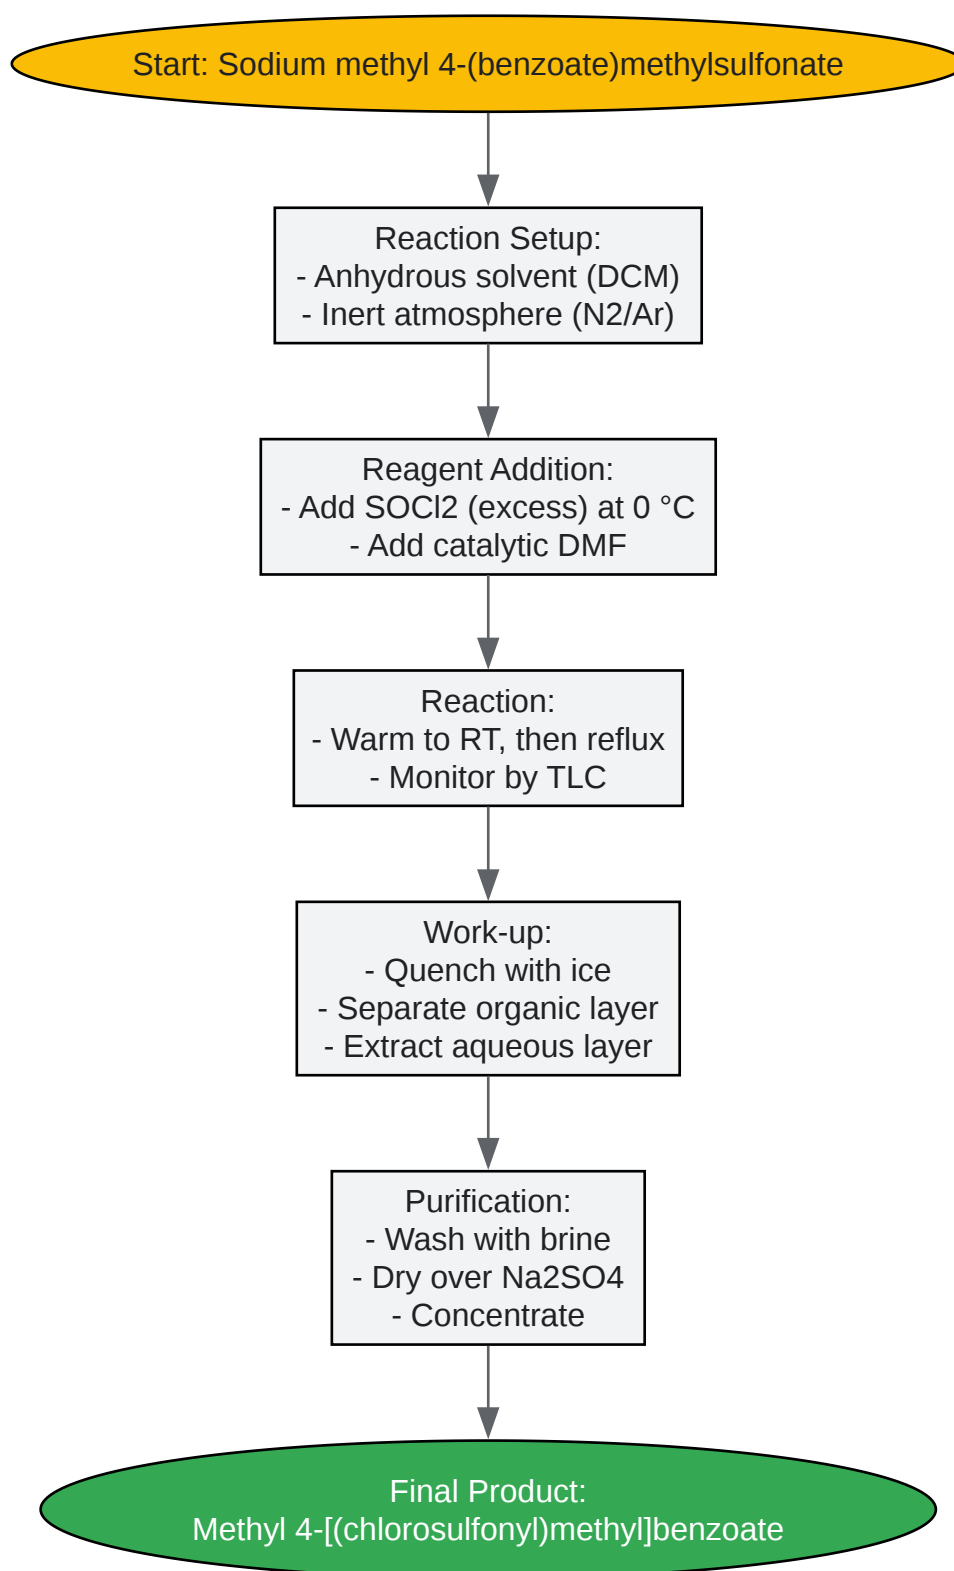 Start: Sodium methyl 4-(benzoate)methylsulfonate
Reaction Setup:
- Anhydrous solvent (DCM)
- Inert atmosphere (N2/Ar)
Reagent Addition:
- Add SOCl2 (excess) at 0 °C
- Add catalytic DMF
Reaction:
- Warm to RT, then reflux
- Monitor by TLC
Work-up:
- Quench with ice
- Separate organic layer
- Extract aqueous layer
Purification:
- Wash with brine
- Dry over Na2SO4
- Concentrate
Final Product:
Methyl 4-[(chlorosulfonyl)methyl]benzoate